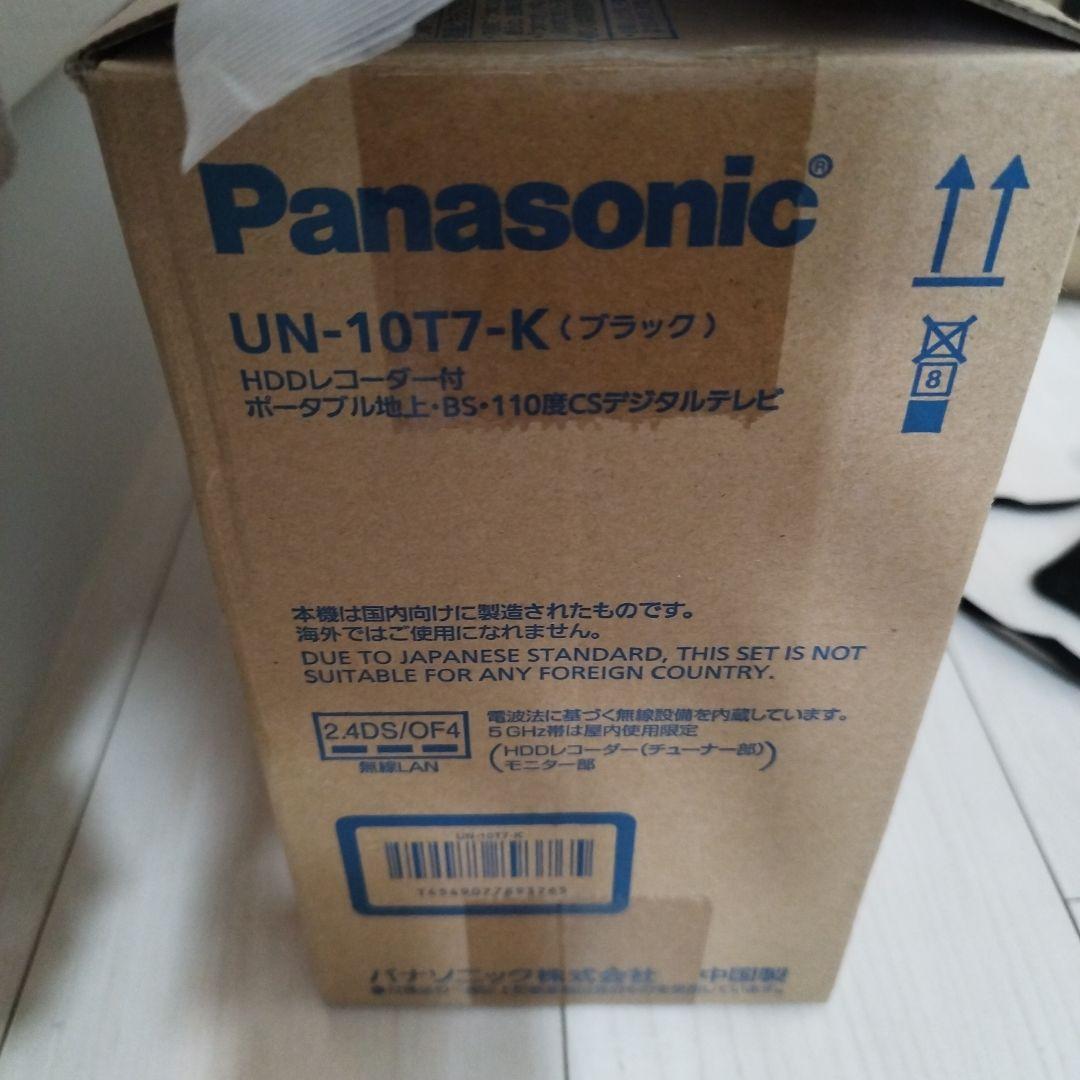 Panasonic®
UN-10T7-K(ブラック)
HDDレコーダー付
ポータブル地上・BS・110度CSデジタルテレビ
8
本機は国内向けに製造されたものです。
海外ではご使用になれません。
DUE TO JAPANESE STANDARD, THIS SET IS NOT
SUITABLE FOR ANY FOREIGN COUNTRY.
2.4DS/OF4
無線LAN
電波法に基づく無線設備を内蔵しています。
5GHz帯は屋内使用限定
(HDDレコーダー(チューナー部)
モニター部)
UN-10T7-K
パナソニック株式会社 中国製